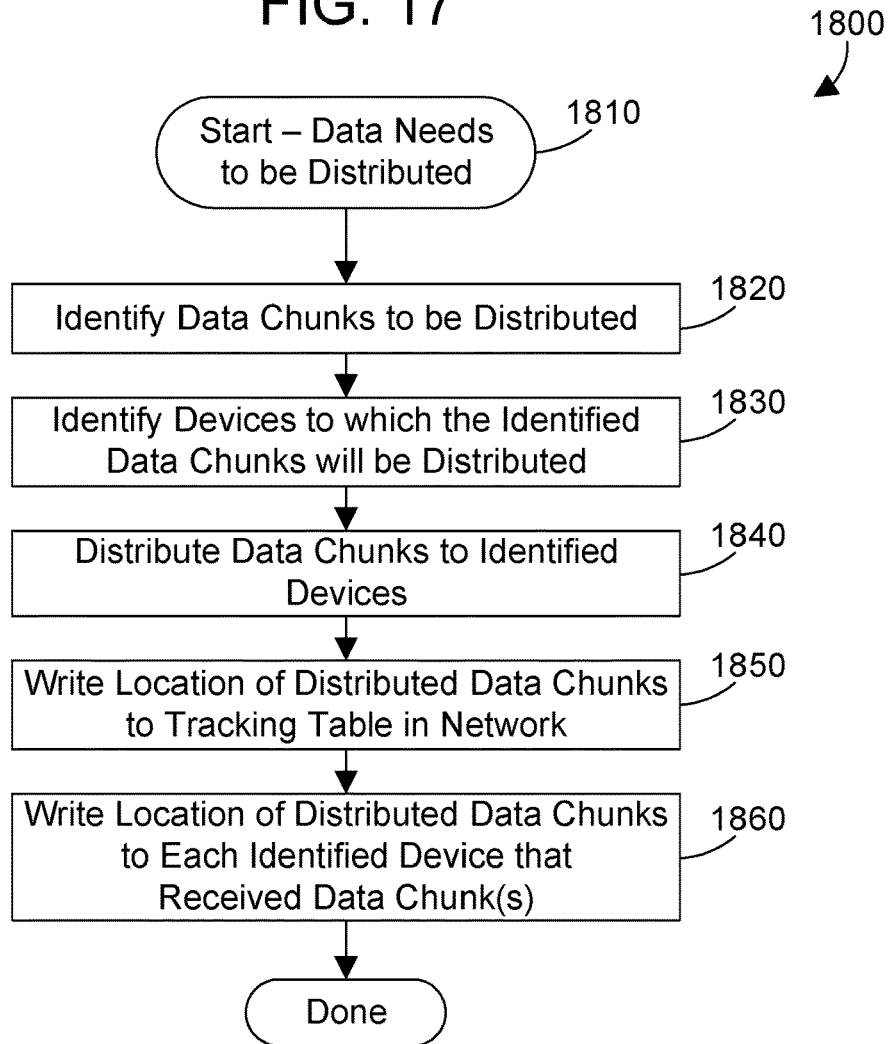 FIG. 17
1800
Start – Data Needs
to be Distributed
1810
Identify Data Chunks to be Distributed
1820
Identify Devices to which the Identified
Data Chunks will be Distributed
1830
Distribute Data Chunks to Identified
Devices
1840
Write Location of Distributed Data Chunks
to Tracking Table in Network
1850
Write Location of Distributed Data Chunks
to Each Identified Device that
Received Data Chunk(s)
1860
Done